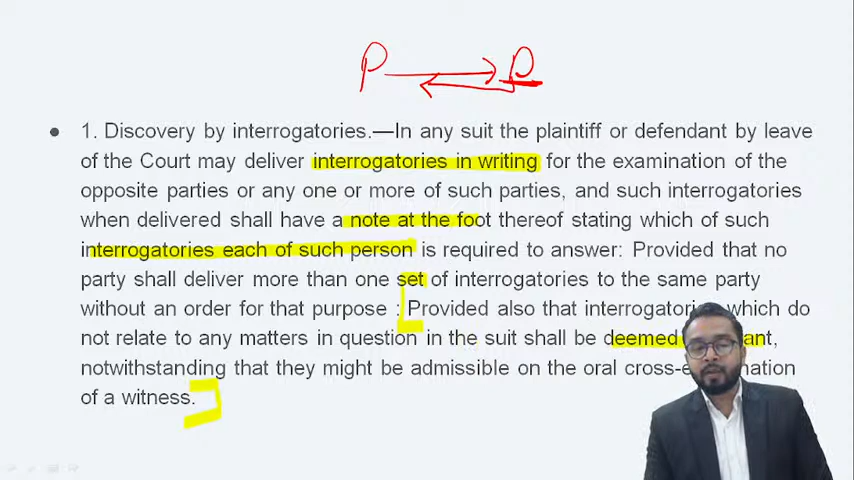 P P
1. Discovery by interrogatories.—In any suit the plaintiff or defendant by leave
of the Court may deliver interrogatories in writing for the examination of the
opposite parties or any one or more of such parties, and such interrogatories
when delivered shall have a note at the foot thereof stating which of such
interrogatories each of such person is required to answer: Provided that no
party shall deliver more than one set of interrogatories to the same party
without an order for that purpose : Provided also that which do
not relate to any matters in question in the suit shall be deemed
notwithstanding that they might be admissible on the oral
of a witness.